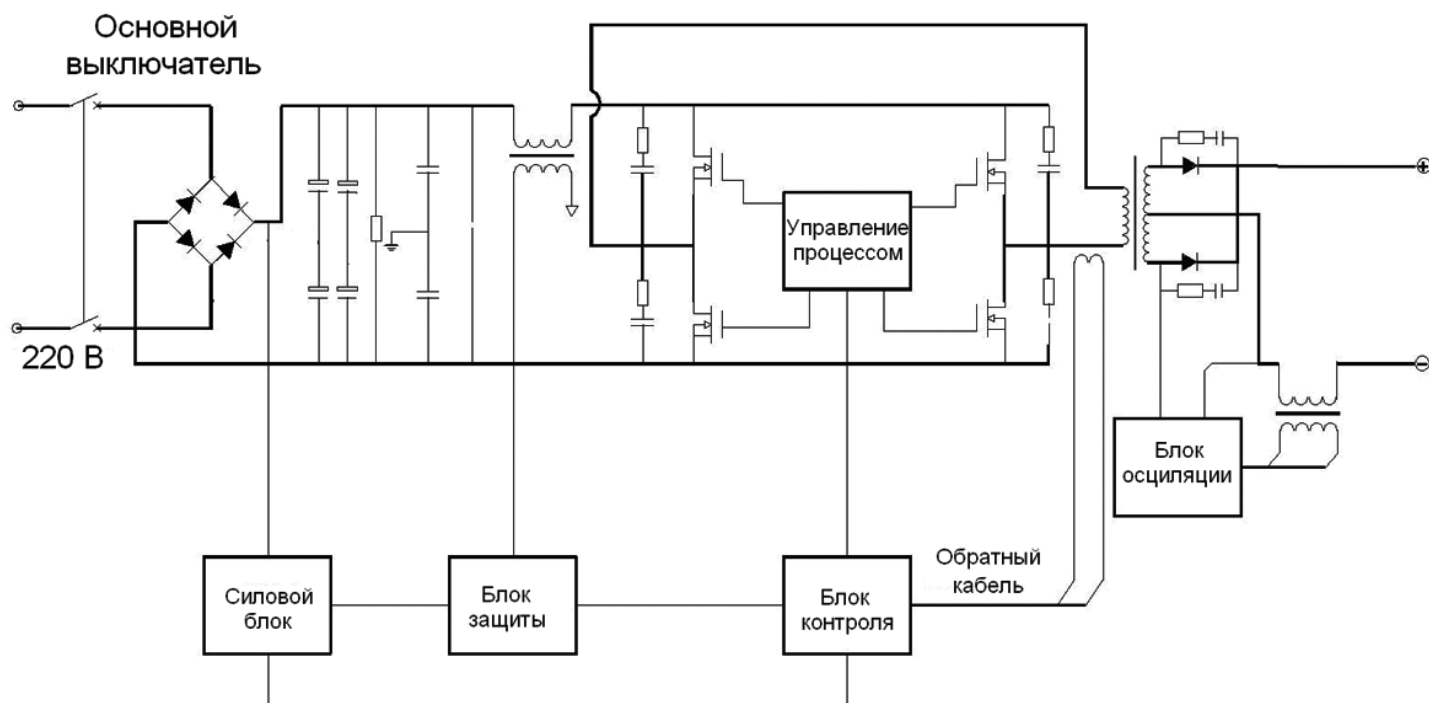 Основной
выключатель
220 В
Управление
процессом
Блок
осциляции
Обратный
кабель
Силовой
блок
Блок
защиты
Блок
контроля